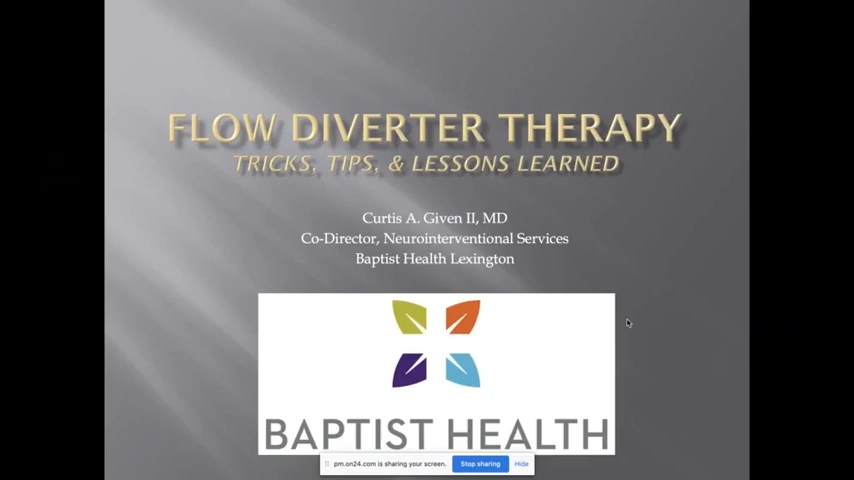 FLOW DIVERTER THERAPY
TRICKS, TIPS, & LESSONS LEARNED
Curtis A. Given II, MD
Co-Director, Neurointerventional Services
Baptist Health Lexington
BAPTIST HEALTH
pm.on24.com is sharing your screen. Stop sharing Hide